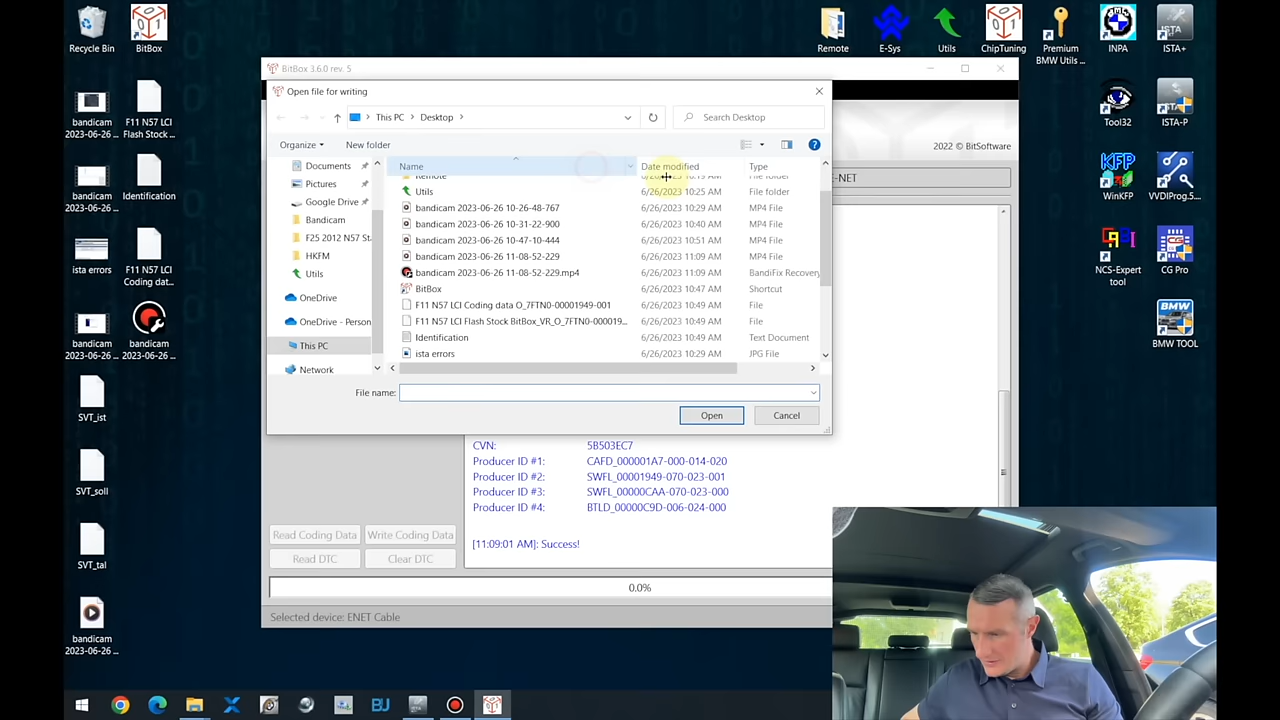 Recycle Bin
BitBox
Remote
E-Sys
Utils
ChipTuning
Premium
BMW Utils ...
INPA
ISTA+
BitBox 3.6.0 rev. 5
Open file for writing
This PC
Desktop
Search Desktop
2022 © BitSoftware
Organize
New folder
bandicam
2023-06-26 ...
F11 N57 LCI
Flash Stock ...
Tool32
ISTA-P
Documents
Pictures
Google Drive
Bandicam
F25 2012 N57 St
HKFM
Utils
OneDrive
OneDrive - Person
This PC
Network
Name
Date modified
Type
Remote
File folder
Utils
6/26/2023 10:25 AM
File folder
bandicam 2023-06-26 10-26-48-767
6/26/2023 10:29 AM
MP4 File
bandicam 2023-06-26 10-31-22-900
6/26/2023 10:40 AM
MP4 File
bandicam 2023-06-26 10-47-10-444
6/26/2023 10:51 AM
MP4 File
bandicam 2023-06-26 11-08-52-229
6/26/2023 11:09 AM
MP4 File
bandicam 2023-06-26 11-08-52-229.mp4
6/26/2023 11:09 AM
BandiFix Recovery
BitBox
6/26/2023 10:47 AM
Shortcut
F11 N57 LCI Coding data O_7FTN0-00001949-001
6/26/2023 10:49 AM
File
F11 N57 LCI Flash Stock BitBox_VR_O_7FTN0-000019...
6/26/2023 10:49 AM
File
Identification
6/26/2023 10:49 AM
Text Document
ista errors
6/26/2023 10:29 AM
JPG File
E-NET
bandicam
2023-06-26 ...
Identification
WinKFP
VVDIProg.5...
ista errors
F11 N57 LCI
Coding dat...
NCS-Expert
tool
CG Pro
bandicam
2023-06-26 ...
bandicam
2023-06-26 ...
BMW TOOL
File name:
Open
Cancel
SVT_ist
CVN:
5B503EC7
Producer ID #1:
CAFD_000001A7-000-014-020
Producer ID #2:
SWFL_00001949-070-023-001
Producer ID #3:
SWFL_00000CAA-070-023-000
Producer ID #4:
BTLD_00000C9D-006-024-000
[11:09:01 AM]: Success!
SVT_soll
Read Coding Data
Write Coding Data
Read DTC
Clear DTC
SVT_tal
0.0%
Selected device: ENET Cable
bandicam
2023-06-26 ...